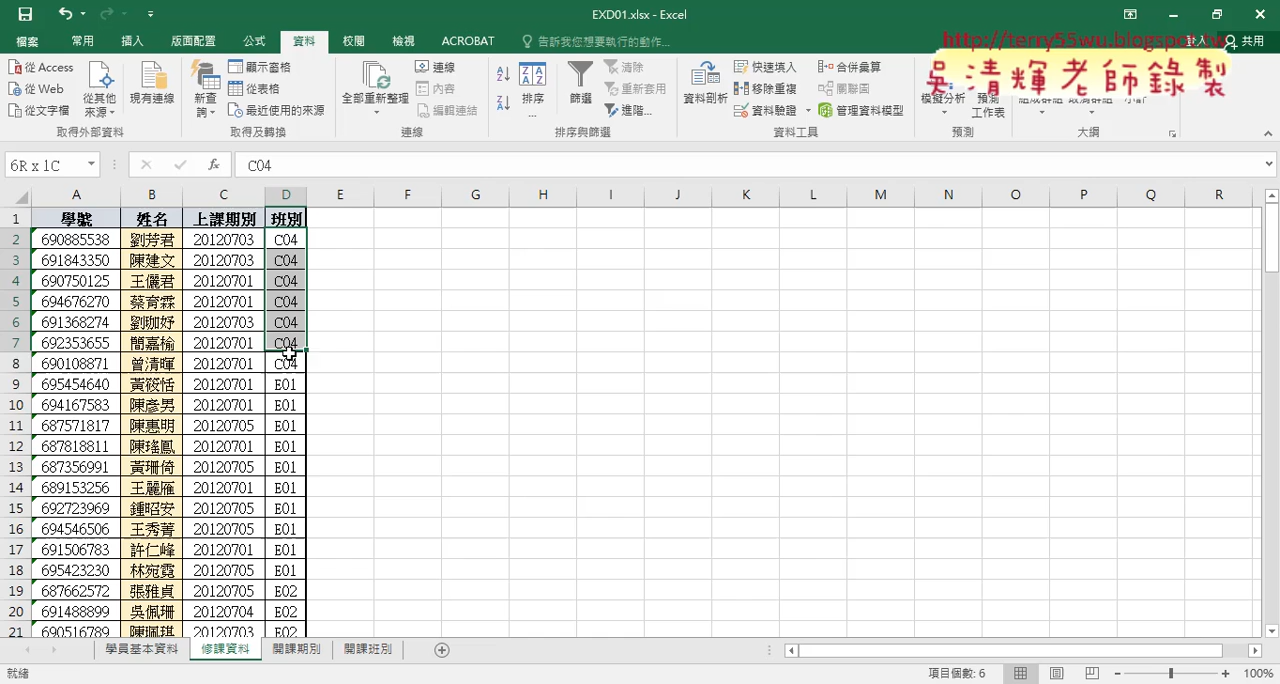 EXD01.xlsx - Excel
檔案 常用 插入 版面配置 公式 資料 校閱 檢視 ACROBAT 告訴我您想要執行的動作... 登入 共用
http://terry55wu.blogspot.tw
吳清輝老師錄製
從 Access
從 Web
從文字檔
從其他來源
現有連線
取得外部資料
新查詢
顯示查詢
從表格
最近使用的來源
取得及轉換
全部重新整理
連線
內容
編輯連結
連線
排序...
篩選
清除
重新套用
進階...
排序與篩選
資料剖析
快速填入
移除重複
資料驗證
合併彙算
關聯圖
管理資料模型
資料工具
模擬分析
預測工作表
預測
大綱
6R x 1C
fx
C04
A B C D E F G H I J K L M N O P Q R
1 學號 姓名 上課期別 班別
2 690885538 劉芳君 20120703 C04
3 691843350 陳建文 20120703 C04
4 690750125 王儷君 20120701 C04
5 694676270 蔡育霖 20120701 C04
6 691368274 劉珈妤 20120703 C04
7 692353655 簡嘉榆 20120701 C04
8 690108871 曾清暉 20120701 C04
9 695454640 黃筱恬 20120701 E01
10 694167583 陳彥男 20120701 E01
11 687571817 陳惠明 20120705 E01
12 687818811 陳瑤鳳 20120701 E01
13 687356991 黃珊倚 20120705 E01
14 689153256 王麗雁 20120701 E01
15 692723969 鍾昭安 20120705 E01
16 694546506 王秀菁 20120705 E01
17 691506783 許仁峰 20120701 E01
18 695423230 林宛霓 20120705 E01
19 687662572 張雅貞 20120705 E02
20 691488899 吳佩珊 20120704 E02
21 690516789 陳珮琪 20120703 E02
學員基本資料 修課資料 開課期別 開課班別
就緒
項目個數: 6
100%